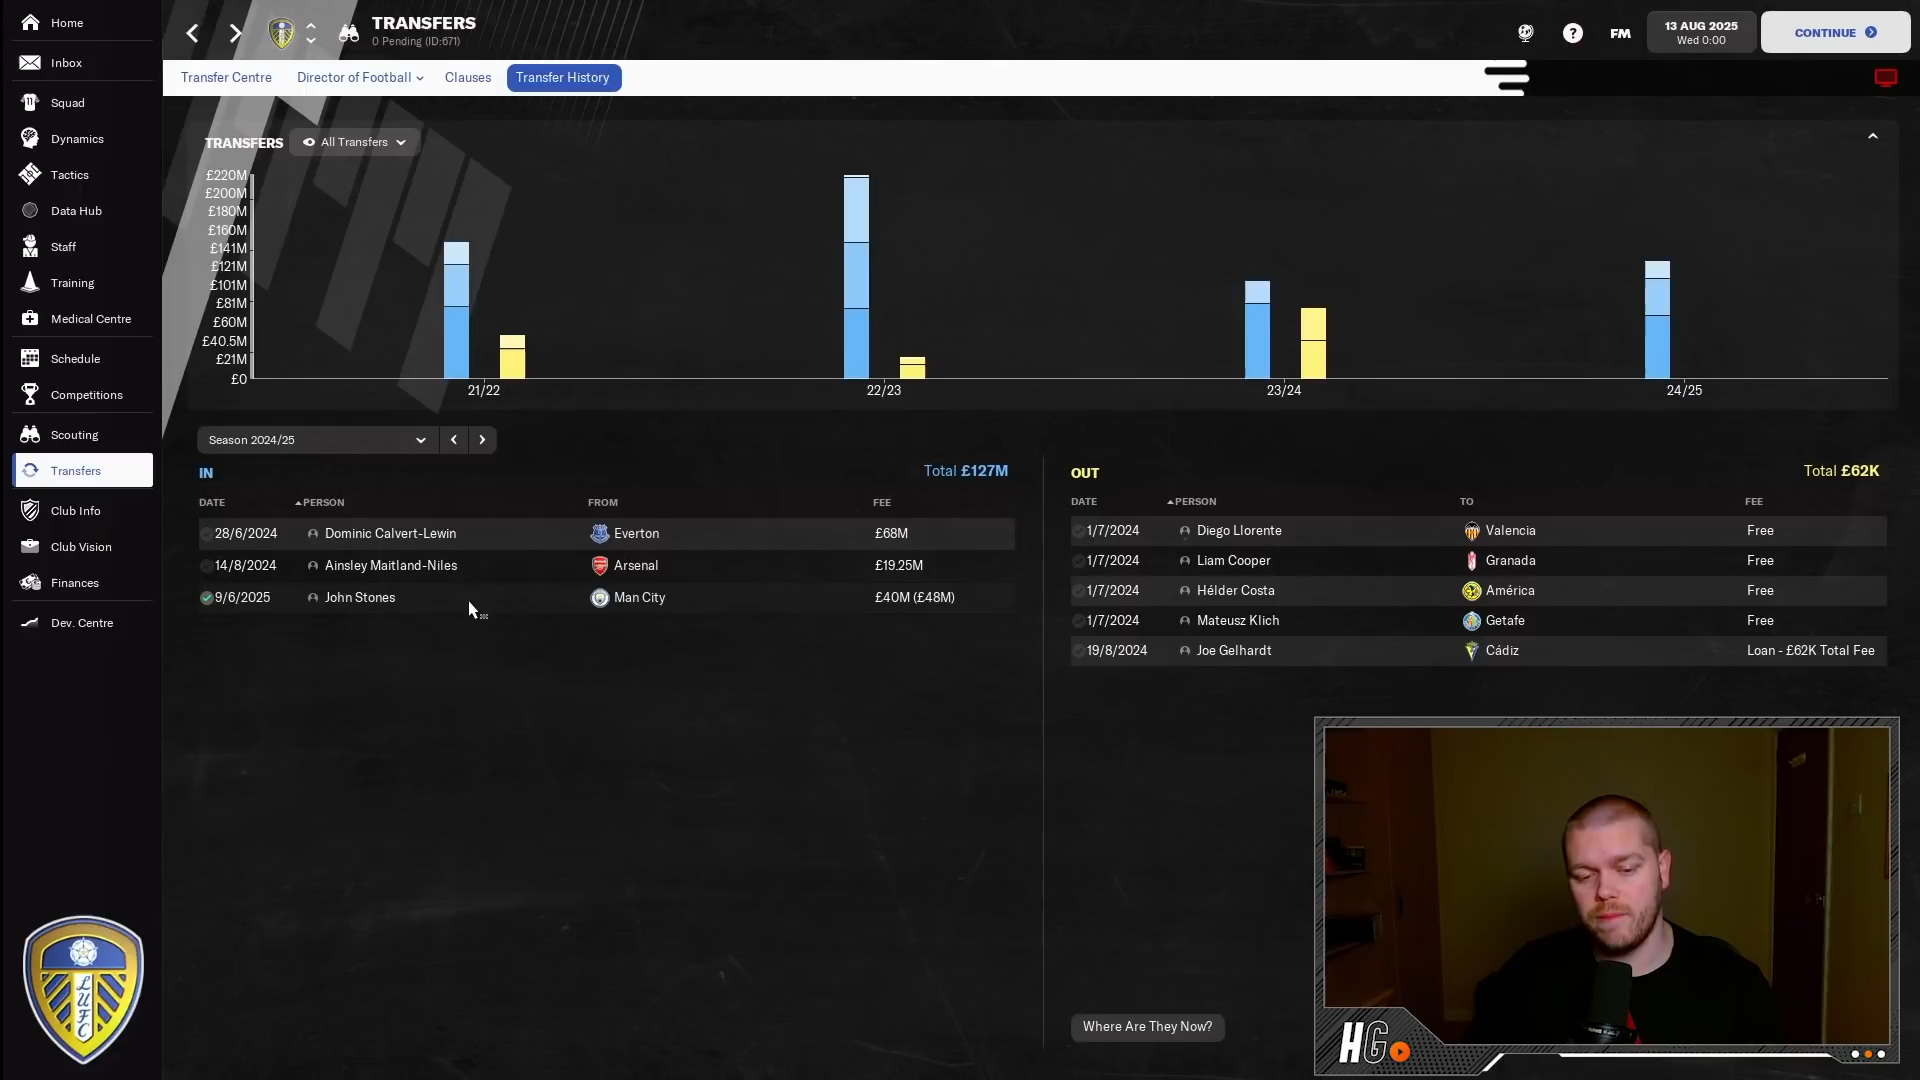 Home
Inbox
Squad
Dynamics
Tactics
Data Hub
Staff
Training
Medical Centre
Schedule
Competitions
Scouting
Transfers
Club Info
Club Vision
Finances
Dev. Centre
LUFC
TRANSFERS
0 Pending (ID:671)
FM
13 AUG 2025
Wed 0:00
CONTINUE
Transfer Centre Director of Football Clauses Transfer History
TRANSFERS All Transfers
£220M
£200M
£180M
£160M
£141M
£121M
£101M
£81M
£60M
£40.5M
£21M
£0
21/22 22/23 23/24 24/25
Season 2024/25
IN Total £127M
DATE PERSON FROM FEE
28/6/2024 Dominic Calvert-Lewin Everton £68M
14/8/2024 Ainsley Maitland-Niles Arsenal £19.25M
9/6/2025 John Stones Man City £40M (£48M)
OUT Total £62K
DATE PERSON TO FEE
1/7/2024 Diego Llorente Valencia Free
1/7/2024 Liam Cooper Granada Free
1/7/2024 Hélder Costa América Free
1/7/2024 Mateusz Klich Getafe Free
19/8/2024 Joe Gelhardt Cádiz Loan - £62K Total Fee
Where Are They Now?
HG